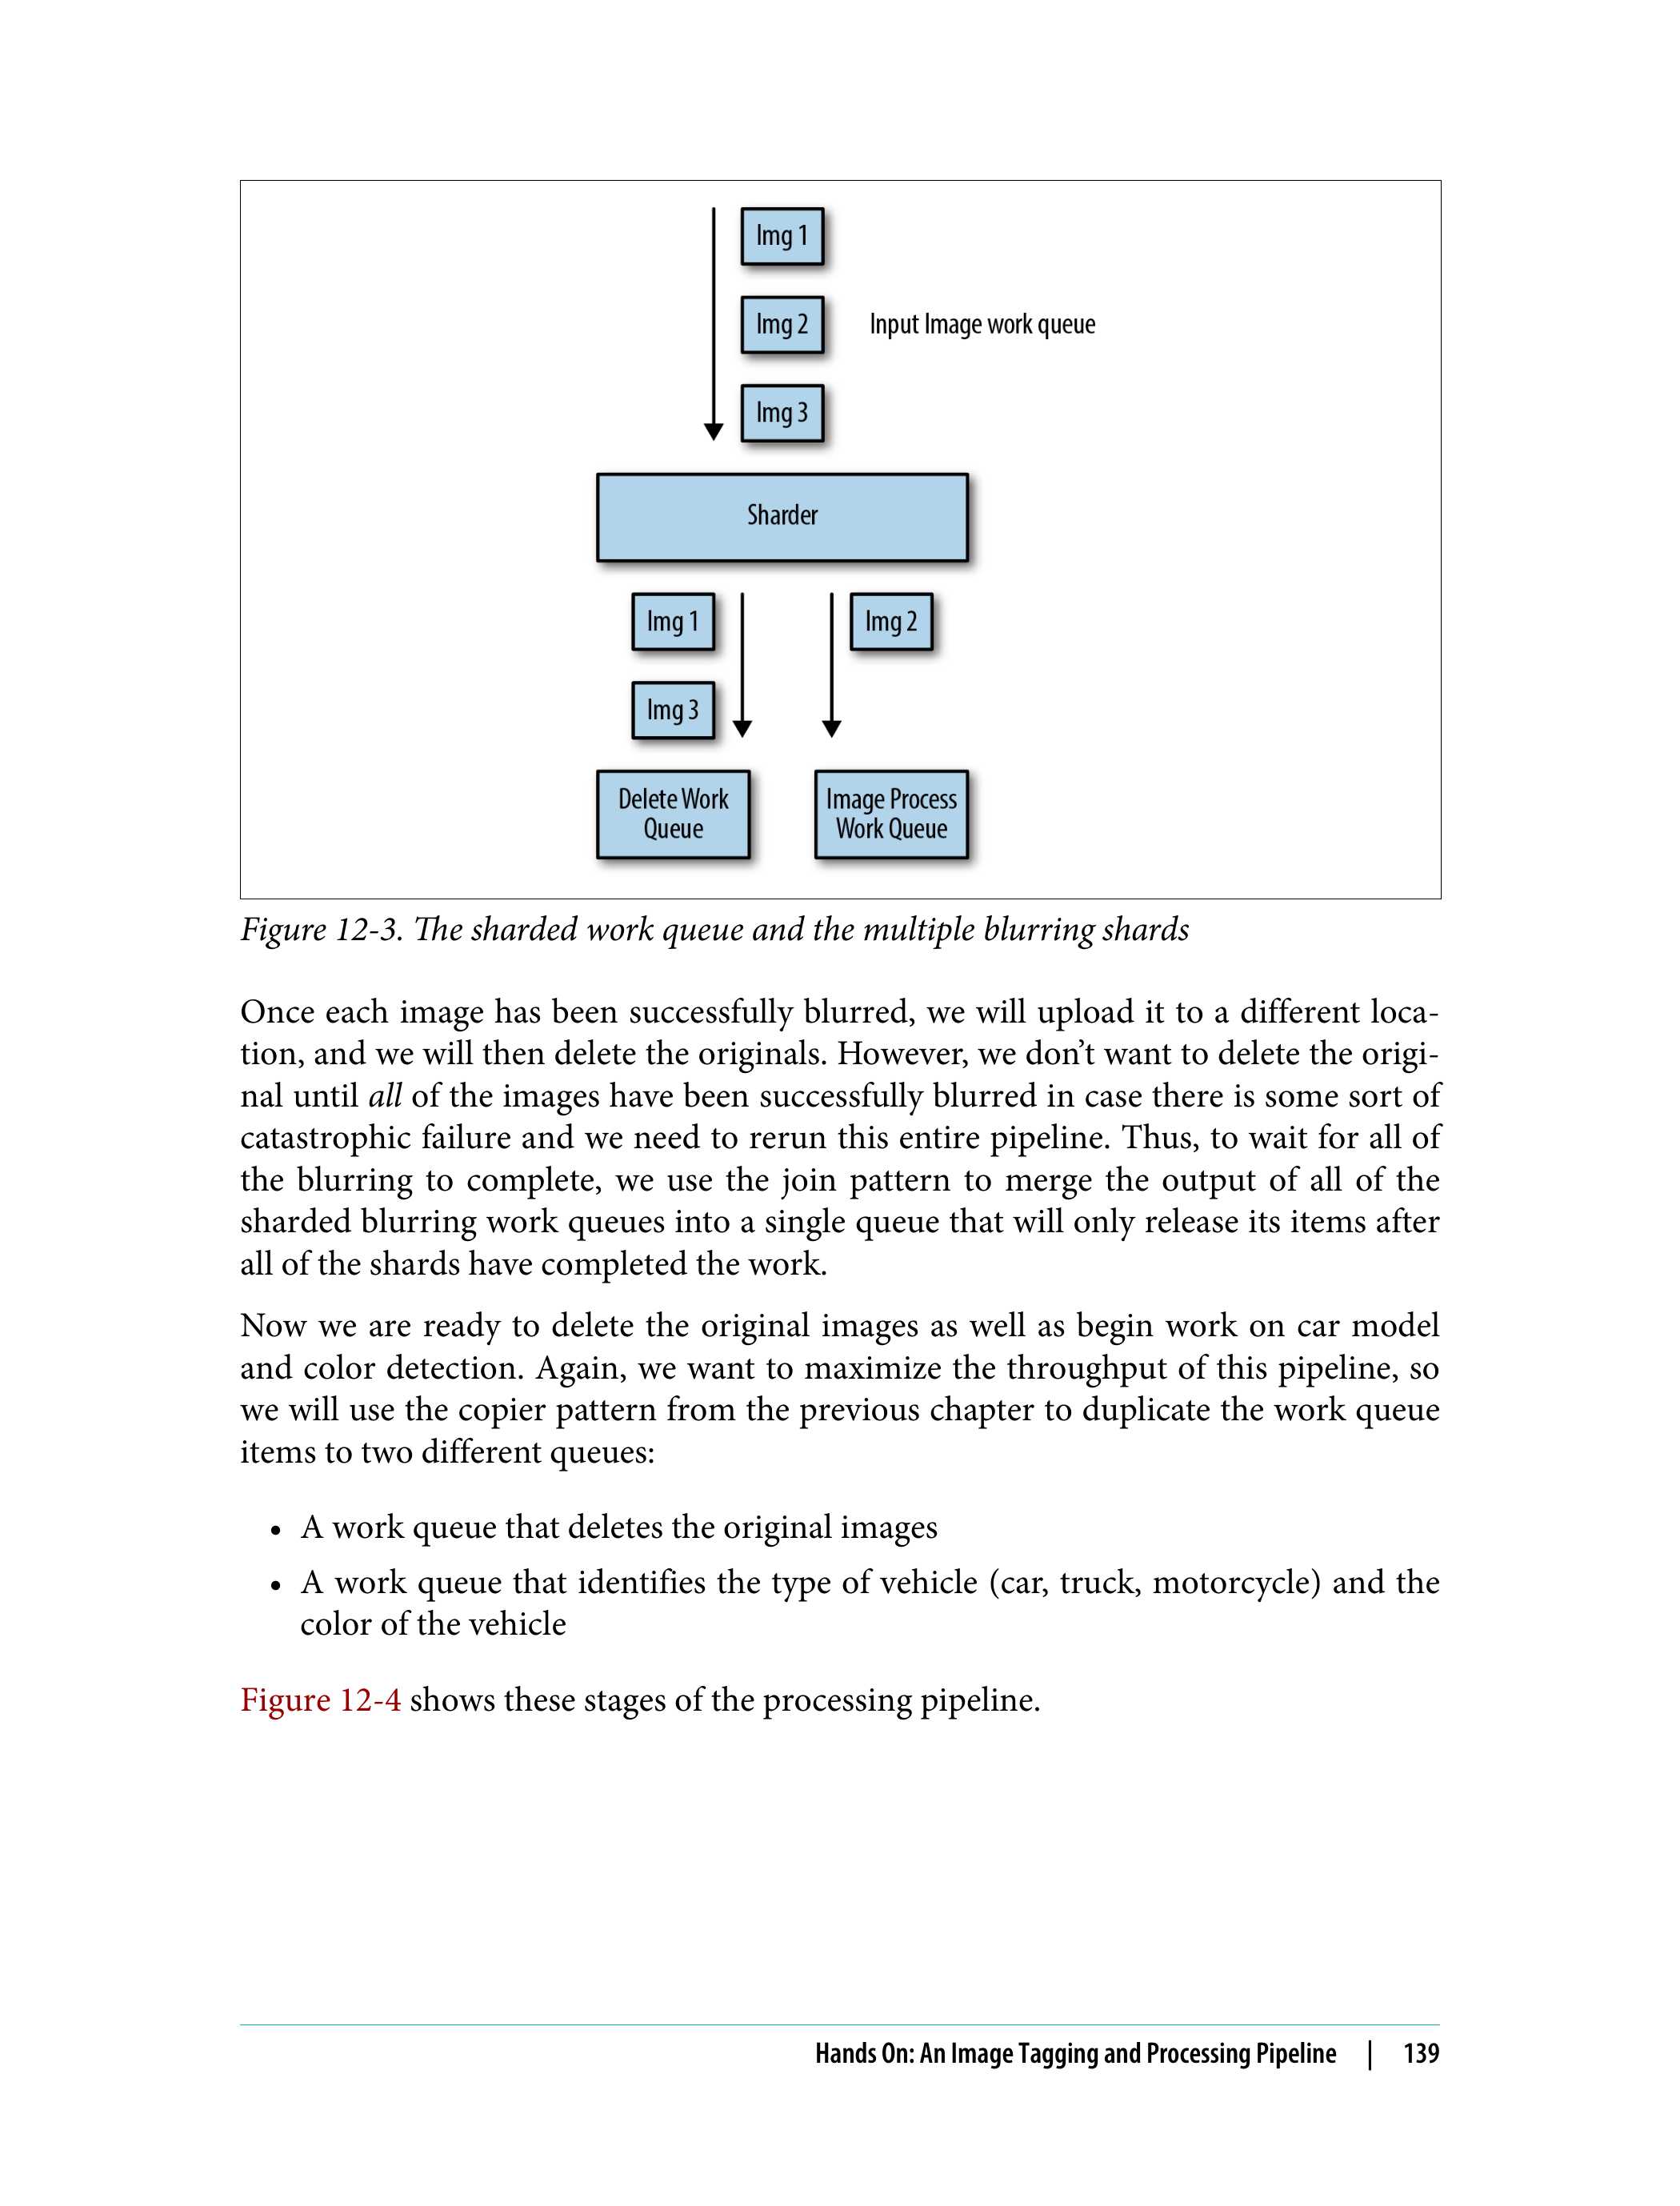 Img 1
Img 2
Input Image work queue
Img 3
Sharder
Img 1
Img 2
Img 3
Delete Work
Queue
Image Process
Work Queue
Figure 12-3. The sharded work queue and the multiple blurring shards
Once each image has been successfully blurred, we will upload it to a different loca-
tion, and we will then delete the originals. However, we don’t want to delete the origi-
nal until all of the images have been successfully blurred in case there is some sort of
catastrophic failure and we need to rerun this entire pipeline. Thus, to wait for all of
the blurring to complete, we use the join pattern to merge the output of all of the
sharded blurring work queues into a single queue that will only release its items after
all of the shards have completed the work.
Now we are ready to delete the original images as well as begin work on car model
and color detection. Again, we want to maximize the throughput of this pipeline, so
we will use the copier pattern from the previous chapter to duplicate the work queue
items to two different queues:
• A work queue that deletes the original images
• A work queue that identifies the type of vehicle (car, truck, motorcycle) and the
color of the vehicle
Figure 12-4 shows these stages of the processing pipeline.
Hands On: An Image Tagging and Processing Pipeline | 139